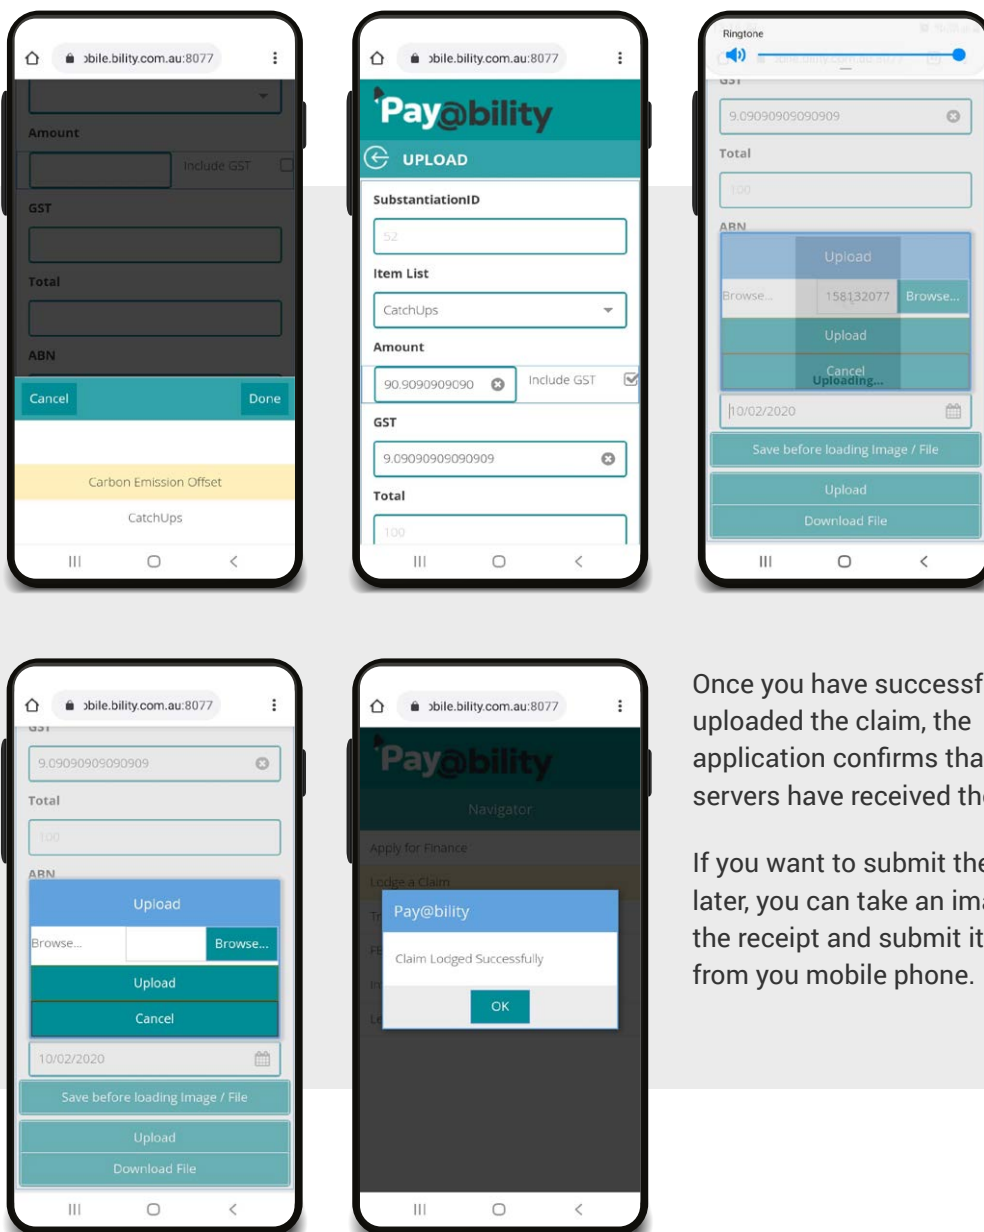 ɔbile.bility.com.au:8077
Amount
Include GST
GST
Total
ABN
Cancel
Done
Carbon Emission Offset
CatchUps
ɔbile.bility.com.au:8077
Pay@bility
UPLOAD
SubstantiationID
52
Item List
CatchUps
Amount
90.9090909090
Include GST
GST
9.09090909090909
Total
100
Ringtone
GST
9.09090909090909
Total
100
ABN
Upload
Browse...
158132077
Browse...
Upload
Cancel
Uploading...
10/02/2020
Save before loading Image / File
Upload
Download File
ɔbile.bility.com.au:8077
GST
9.09090909090909
Total
100
ABN
Upload
Browse...
Browse...
Upload
Cancel
10/02/2020
Save before loading Image / File
Upload
Download File
ɔbile.bility.com.au:8077
Pay@bility
Navigator
Apply for Finance
Lodge a Claim
Pay@bility
Claim Lodged Successfully
OK
Once you have successf
uploaded the claim, the
application confirms tha
servers have received the
If you want to submit the
later, you can take an ima
the receipt and submit it
from you mobile phone.